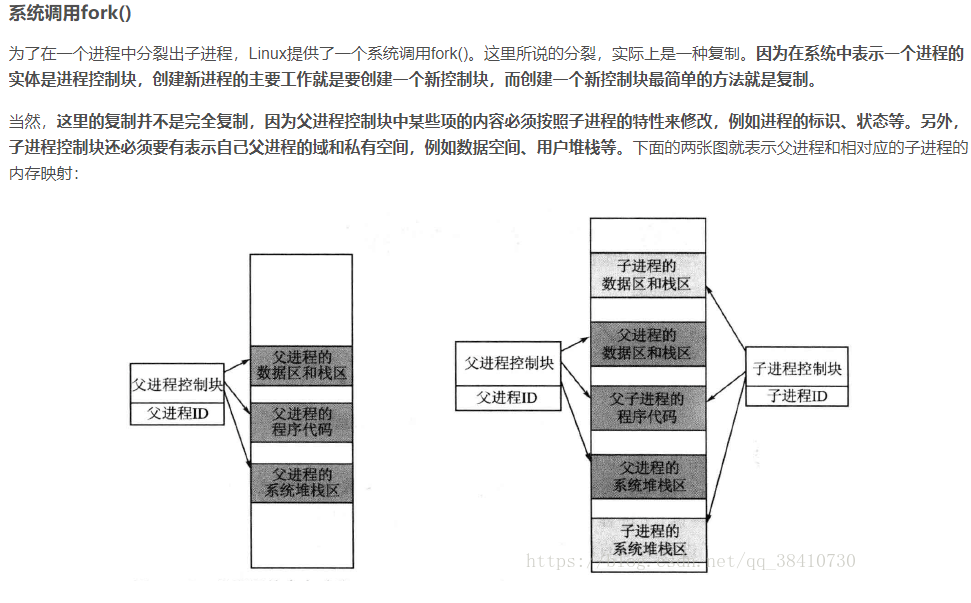 系统调用fork()
为了在一个进程中分裂出子进程，Linux提供了一个系统调用fork()。这里所说的分裂，实际上是一种复制。因为在系统中表示一个进程的
实体是进程控制块，创建新进程的主要工作就是要创建一个新控制块，而创建一个新控制块最简单的方法就是复制。
当然，这里的复制并不是完全复制，因为父进程控制块中某些项的内容必须按照子进程的特性来修改，例如进程的标识、状态等。另外，
子进程控制块还必须要有表示自己父进程的域和私有空间，例如数据空间、用户堆栈等。下面的两张图就表示父进程和相对应的子进程的
内存映射：
父进程控制块
父进程ID
父进程的
数据区和栈区
父进程的
程序代码
父进程的
系统堆栈区
父进程控制块
父进程ID
子进程的
数据区和栈区
父进程的
数据区和栈区
父子进程的
程序代码
父进程的
系统堆栈区
子进程的
系统堆栈区
子进程控制块
子进程ID
https://blog.csdn.net/qq_38410730